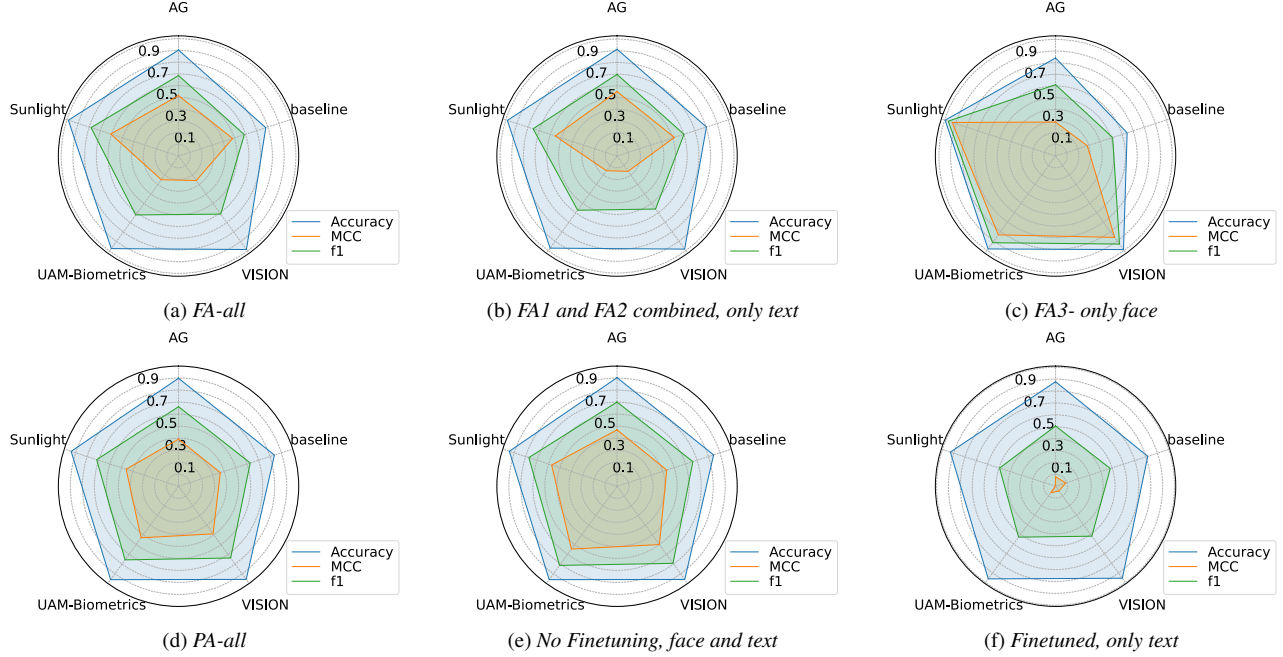 AG
0.9
0.7
0.5
0.3
0.1
Sunlight
baseline
UAM-Biometrics
VISION
Accuracy
MCC
f1
(a) FA-all
AG
0.9
0.7
0.5
0.3
0.1
Sunlight
baseline
UAM-Biometrics
VISION
Accuracy
MCC
f1
(b) FA1 and FA2 combined, only text
AG
0.9
0.7
0.5
0.3
0.1
Sunlight
baseline
UAM-Biometrics
VISION
Accuracy
MCC
f1
(c) FA3- only face
AG
0.9
0.7
0.5
0.3
0.1
Sunlight
baseline
UAM-Biometrics
VISION
Accuracy
MCC
f1
(d) PA-all
AG
0.9
0.7
0.5
0.3
0.1
Sunlight
baseline
UAM-Biometrics
VISION
Accuracy
MCC
f1
(e) No Finetuning, face and text
AG
0.9
0.7
0.5
0.3
0.1
Sunlight
baseline
UAM-Biometrics
VISION
Accuracy
MCC
f1
(f) Finetuned, only text